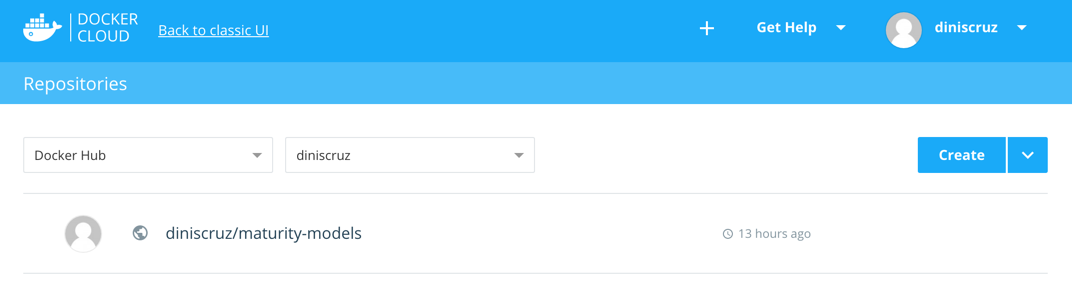 DOCKER
CLOUD
Back to classic UI
Get Help
diniscruz
Repositories
Docker Hub
diniscruz
Create
diniscruz/maturity-models
13 hours ago